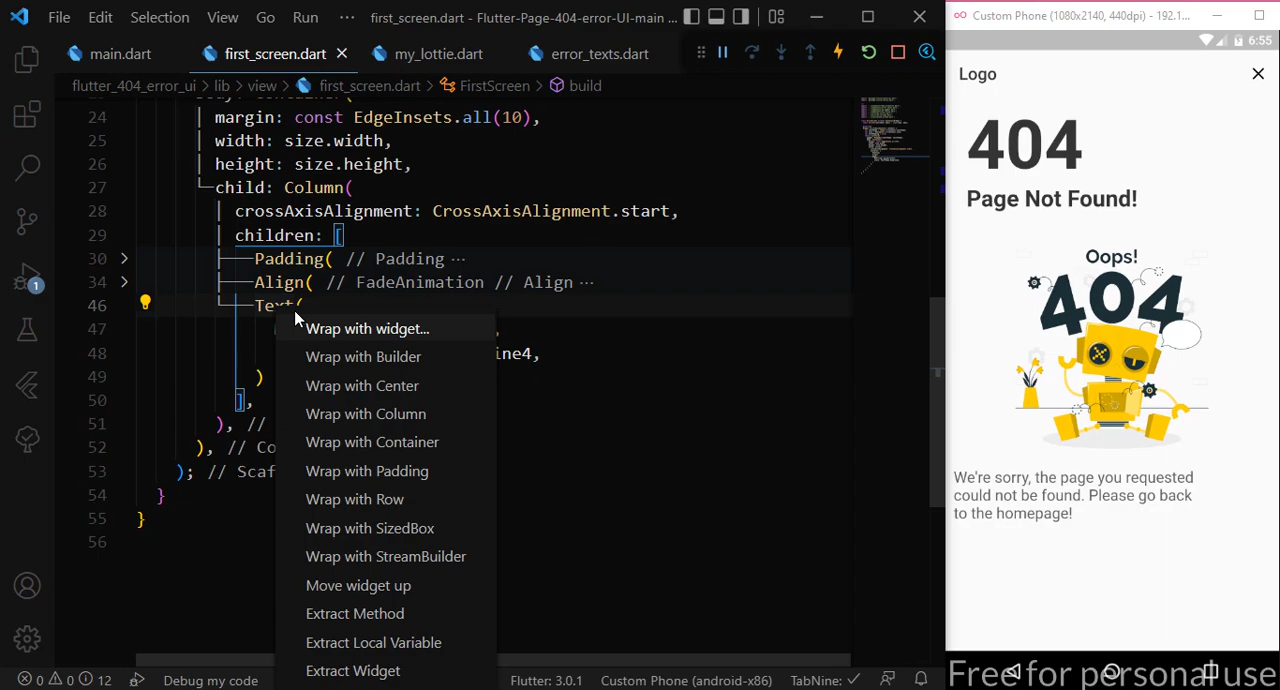 File Edit Selection View Go Run ··· first_screen.dart - Flutter-Page-404-error-UI-main ...
Custom Phone (1080x2140, 440dpi) - 192.1...
main.dart first_screen.dart my_lottie.dart error_texts.dart
6:55
flutter_404_error_ui > lib > view > first_screen.dart > FirstScreen > build
Logo
24 margin: const EdgeInsets.all(10),
25 width: size.width,
26 height: size.height,
27 child: Column(
28 crossAxisAlignment: CrossAxisAlignment.start,
29 children: [
30 Padding( // Padding ···
34 Align( // FadeAnimation // Align ···
46 Text(
47
48 ine4,
49 )
50 ],
51 ), //
52 ), // Co
53 ); // Scaf
54 }
55 }
56
1
Wrap with widget...
Wrap with Builder
Wrap with Center
Wrap with Column
Wrap with Container
Wrap with Padding
Wrap with Row
Wrap with SizedBox
Wrap with StreamBuilder
Move widget up
Extract Method
Extract Local Variable
Extract Widget
404
Page Not Found!
Oops!
404
We're sorry, the page you requested
could not be found. Please go back
to the homepage!
0 0 12 Debug my code Flutter: 3.0.1 Custom Phone (android-x86) TabNine: ✓
Free for personal use